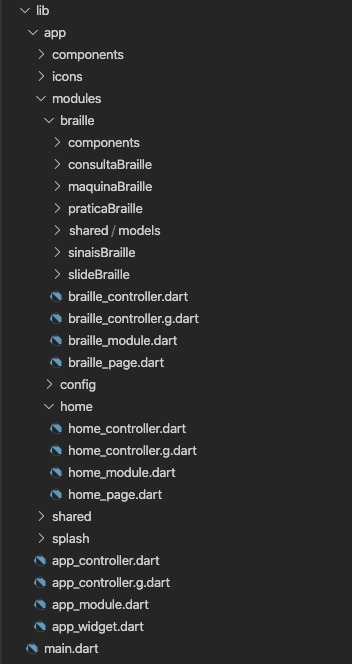 lib
app
components
icons
modules
braille
components
consultaBraille
maquinaBraille
praticaBraille
shared / models
sinaisBraille
slideBraille
braille_controller.dart
braille_controller.g.dart
braille_module.dart
braille_page.dart
config
home
home_controller.dart
home_controller.g.dart
home_module.dart
home_page.dart
shared
splash
app_controller.dart
app_controller.g.dart
app_module.dart
app_widget.dart
main.dart